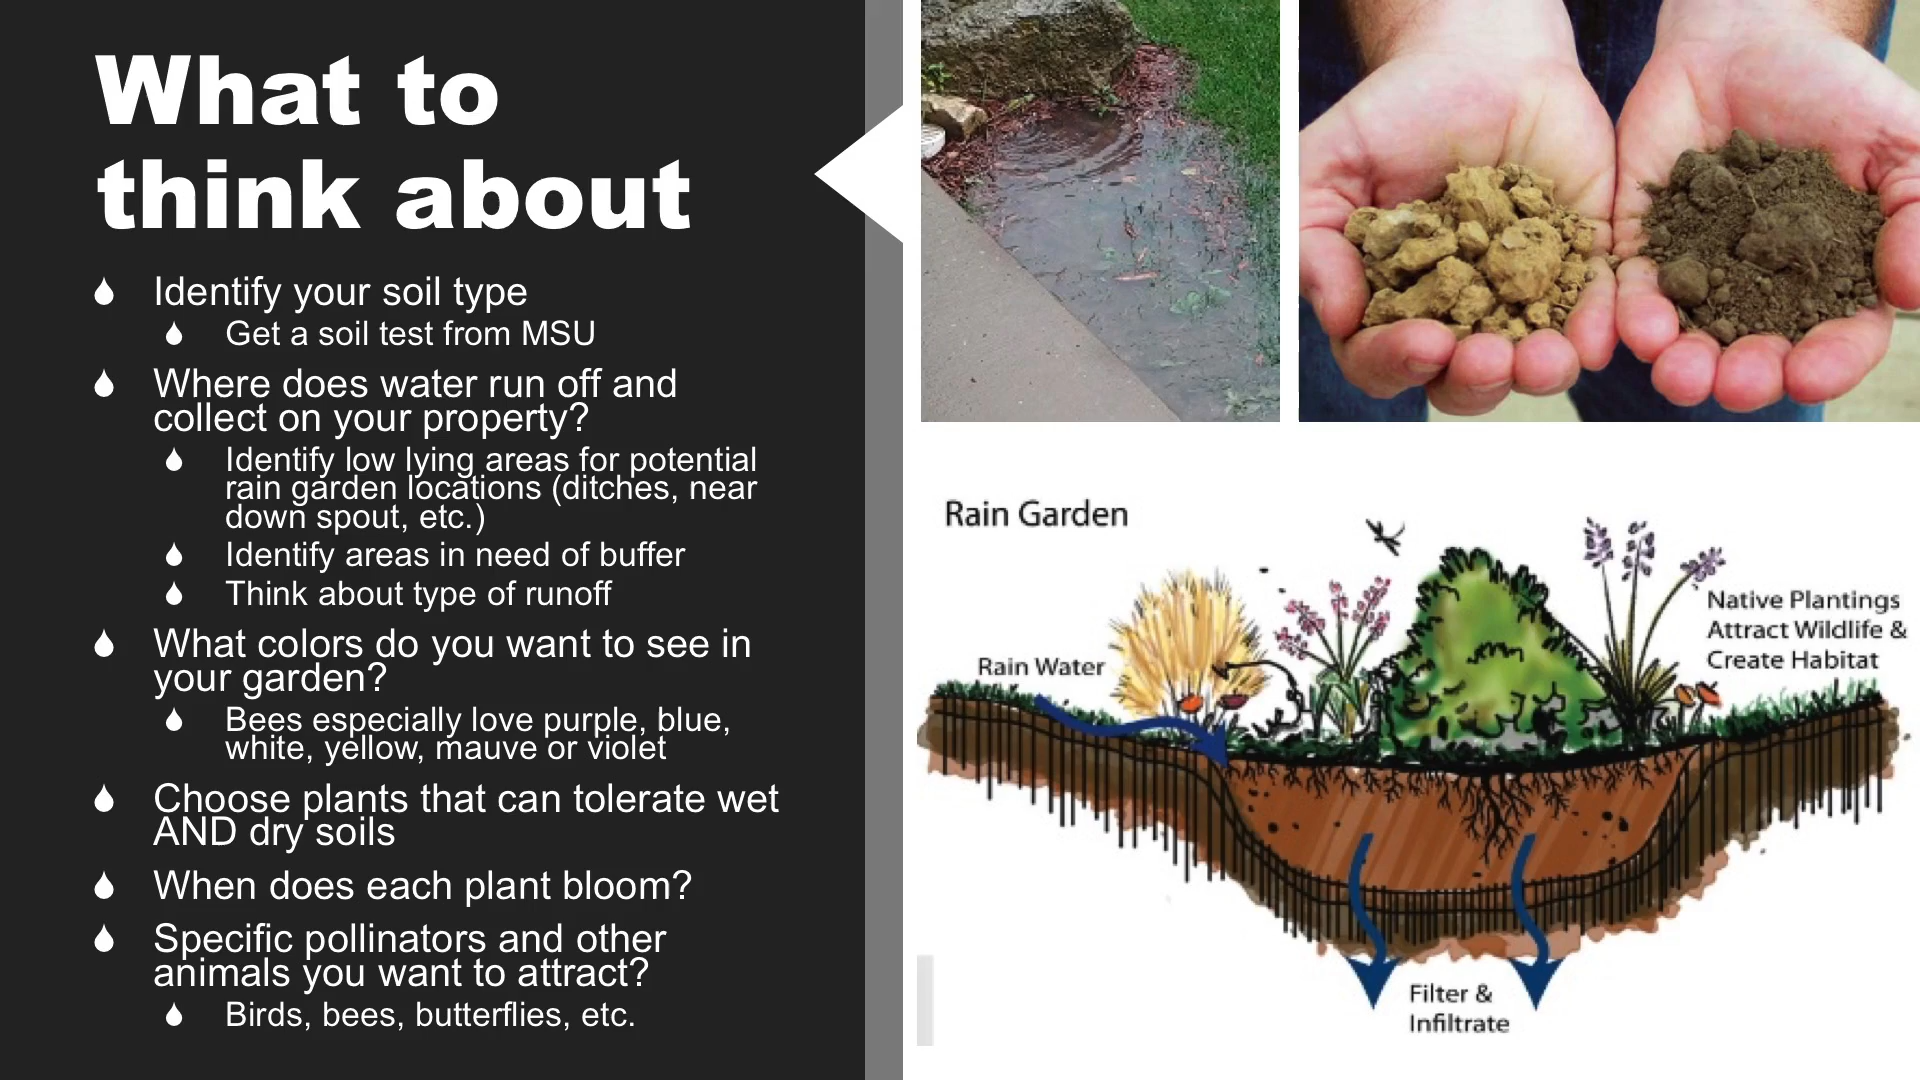 What to
think about
Identify your soil type
Get a soil test from MSU
Where does water run off and
collect on your property?
Identify low lying areas for potential
rain garden locations (ditches, near
down spout, etc.)
Identify areas in need of buffer
Think about type of runoff
What colors do you want to see in
your garden?
Bees especially love purple, blue,
white, yellow, mauve or violet
Choose plants that can tolerate wet
AND dry soils
When does each plant bloom?
Specific pollinators and other
animals you want to attract?
Birds, bees, butterflies, etc.
Rain Garden
Rain Water
Native Plantings
Attract Wildlife &
Create Habitat
Filter &
Infiltrate